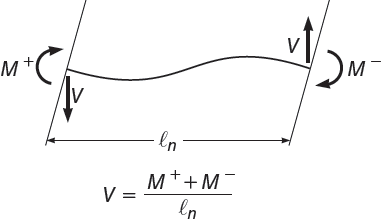 M⁺ V M⁻
V
ℓₙ
V = (M⁺ + M⁻) / ℓₙ